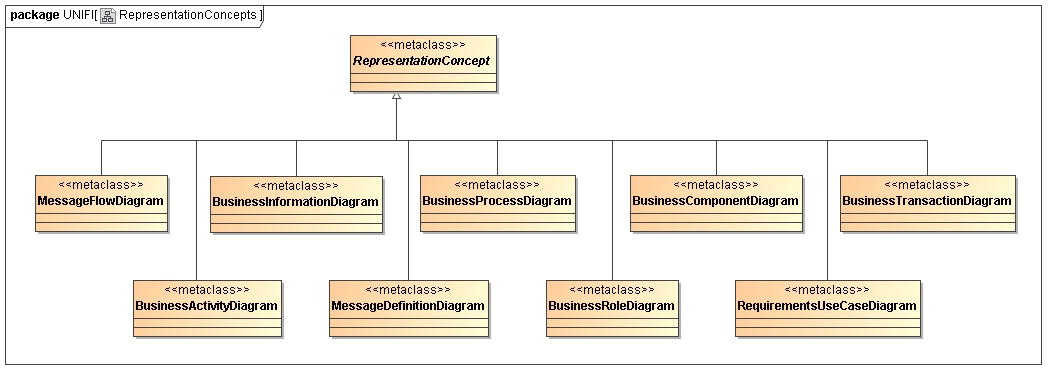 package UNIFI[ RepresentationConcepts ]
<<metaclass>>
RepresentationConcept
<<metaclass>>
MessageFlowDiagram
<<metaclass>>
BusinessInformationDiagram
<<metaclass>>
BusinessProcessDiagram
<<metaclass>>
BusinessComponentDiagram
<<metaclass>>
BusinessTransactionDiagram
<<metaclass>>
BusinessActivityDiagram
<<metaclass>>
MessageDefinitionDiagram
<<metaclass>>
BusinessRoleDiagram
<<metaclass>>
RequirementsUseCaseDiagram